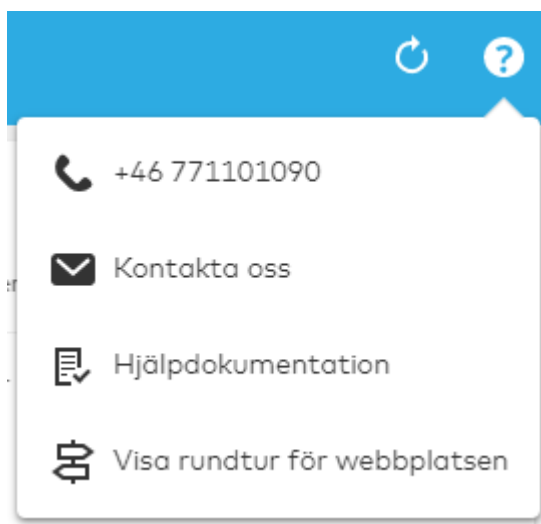 +46 771101090
Kontakta oss
Hjälpdokumentation
Visa rundtur för webbplatsen